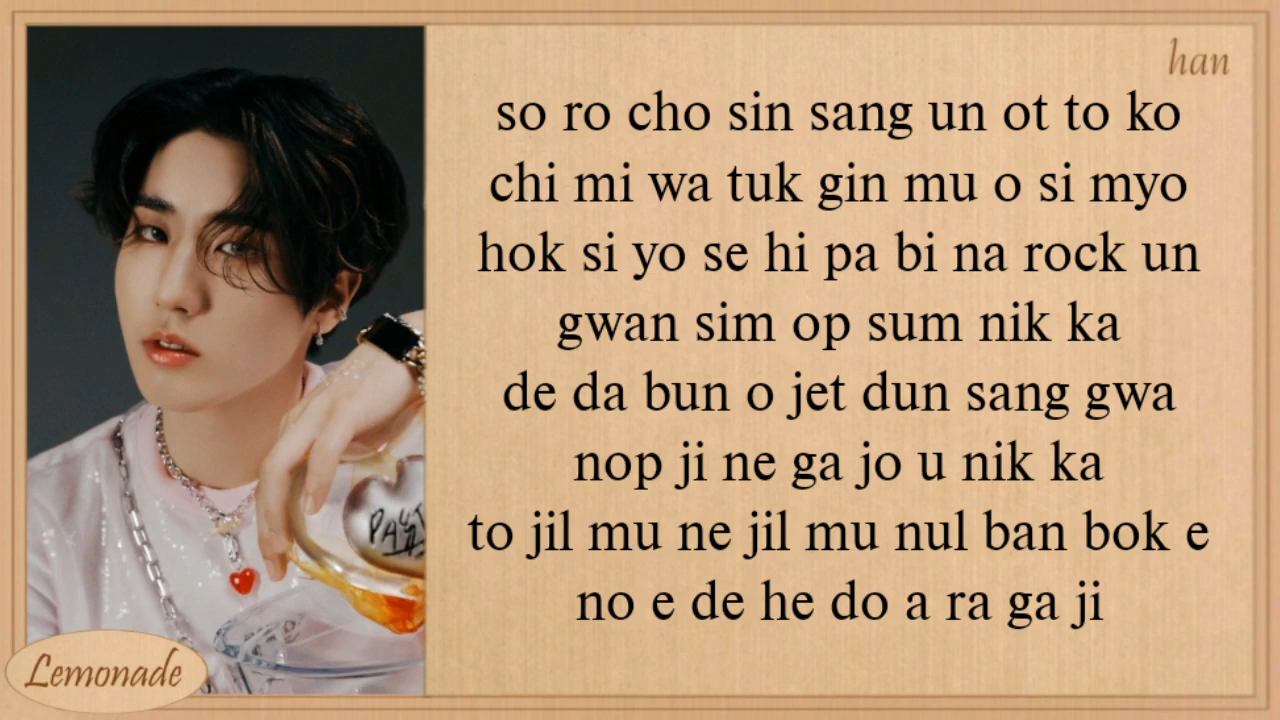 han
so ro cho sin sang un ot to ko
chi mi wa tuk gin mu o si myo
hok si yo se hi pa bi na rock un
gwan sim op sum nik ka
de da bun o jet dun sang gwa
nop ji ne ga jo u nik ka
to jil mu ne jil mu nul ban bok e
no e de he do a ra ga ji
Lemonade